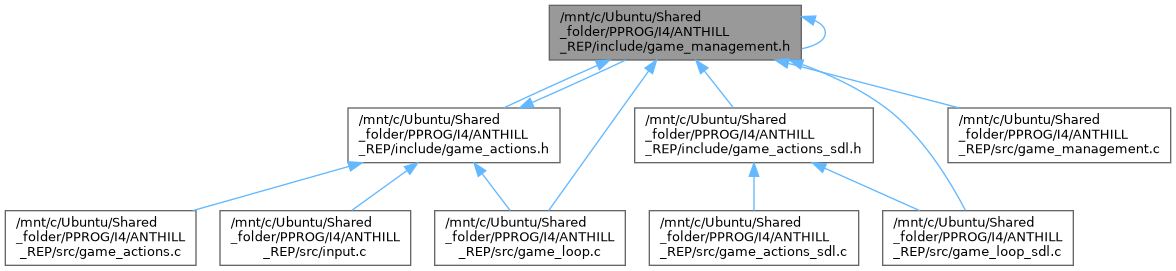 /mnt/c/Ubuntu/Shared
_folder/PPROG/I4/ANTHILL
_REP/include/game_management.h
/mnt/c/Ubuntu/Shared
_folder/PPROG/I4/ANTHILL
_REP/include/game_actions.h
/mnt/c/Ubuntu/Shared
_folder/PPROG/I4/ANTHILL
_REP/include/game_actions_sdl.h
/mnt/c/Ubuntu/Shared
_folder/PPROG/I4/ANTHILL
_REP/src/game_management.c
/mnt/c/Ubuntu/Shared
_folder/PPROG/I4/ANTHILL
_REP/src/game_actions.c
/mnt/c/Ubuntu/Shared
_folder/PPROG/I4/ANTHILL
_REP/src/input.c
/mnt/c/Ubuntu/Shared
_folder/PPROG/I4/ANTHILL
_REP/src/game_loop.c
/mnt/c/Ubuntu/Shared
_folder/PPROG/I4/ANTHILL
_REP/src/game_actions_sdl.c
/mnt/c/Ubuntu/Shared
_folder/PPROG/I4/ANTHILL
_REP/src/game_loop_sdl.c